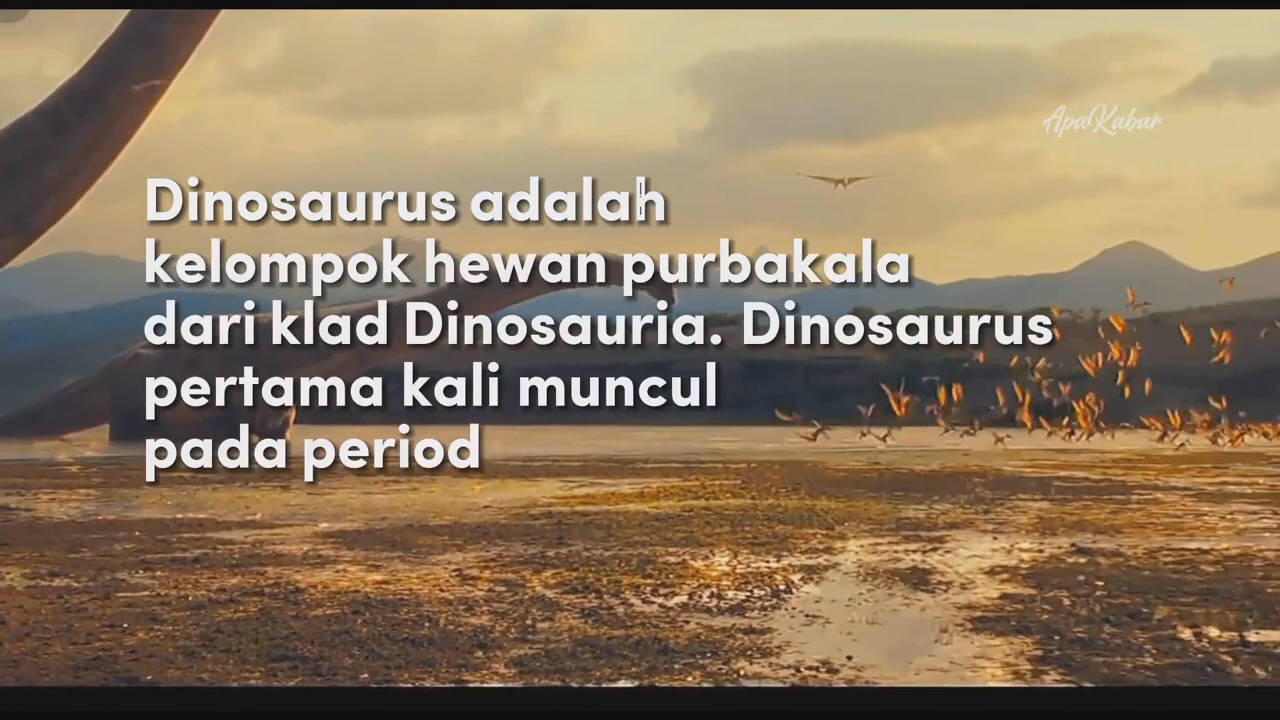 ApaKabar
Dinosaurus adalah
kelompok hewan purbakala
dari klad Dinosauria. Dinosaurus
pertama kali muncul
pada period